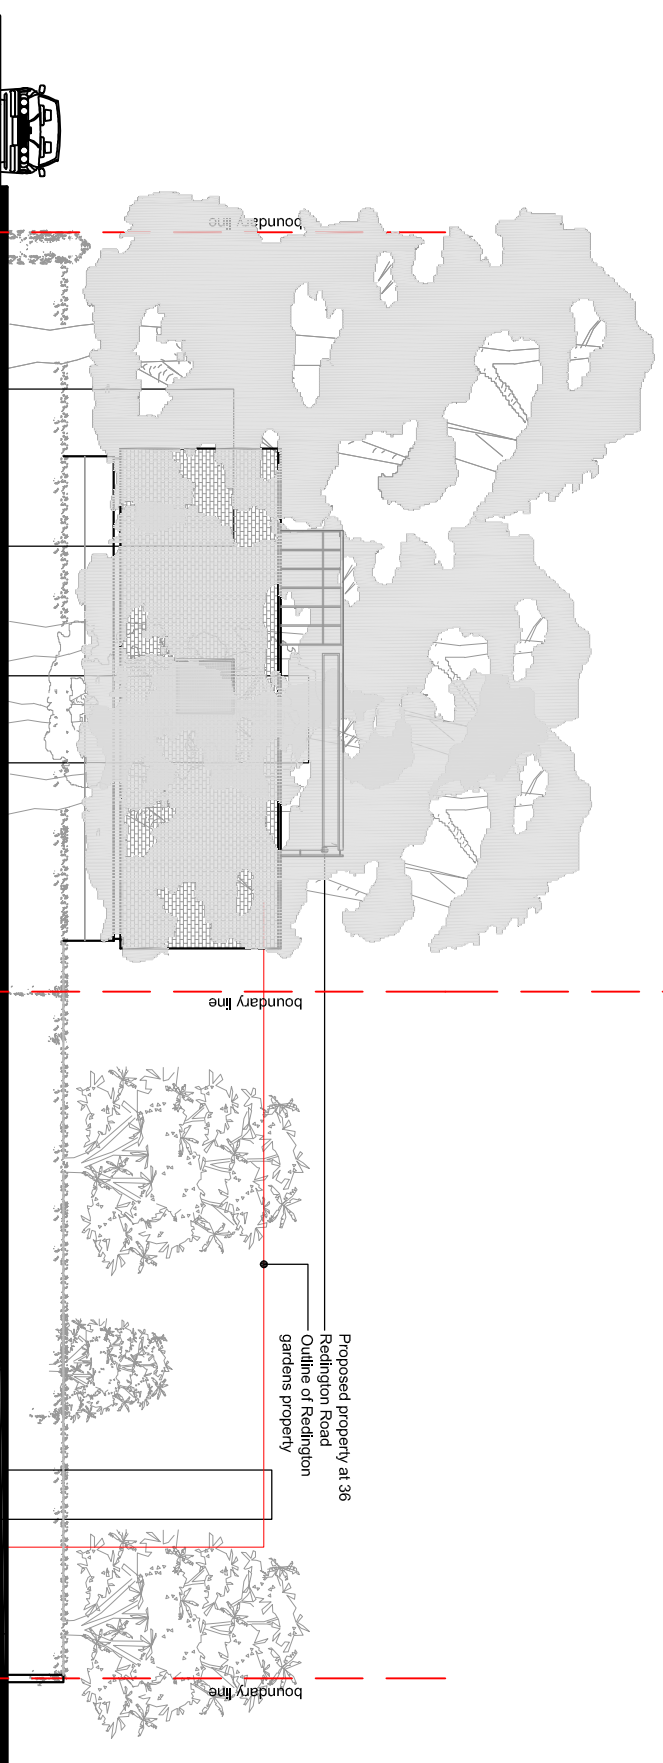 boundary line
boundary line
Proposed property at 36
Redington Road
Outline of Redington
gardens property
boundary line